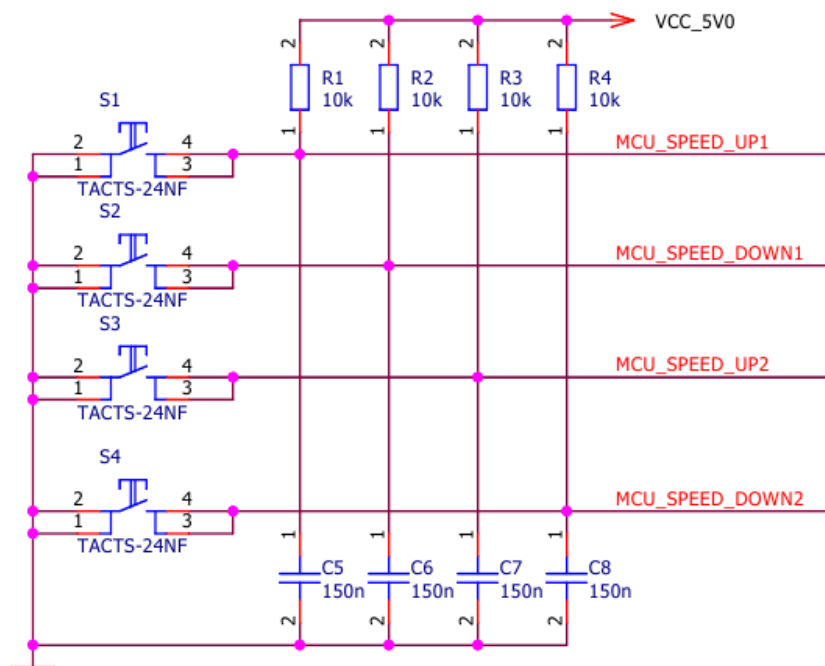 VCC_5V0
2 2 2 2
R1 R2 R3 R4
10k 10k 10k 10k
1 1 1 1
S1
2 4 MCU_SPEED_UP1
1 3
TACTS-24NF
S2
2 4 MCU_SPEED_DOWN1
1 3
TACTS-24NF
S3
2 4 MCU_SPEED_UP2
1 3
TACTS-24NF
S4
2 4 MCU_SPEED_DOWN2
1 3
TACTS-24NF
1 1 1 1
C5 C6 C7 C8
150n 150n 150n 150n
2 2 2 2